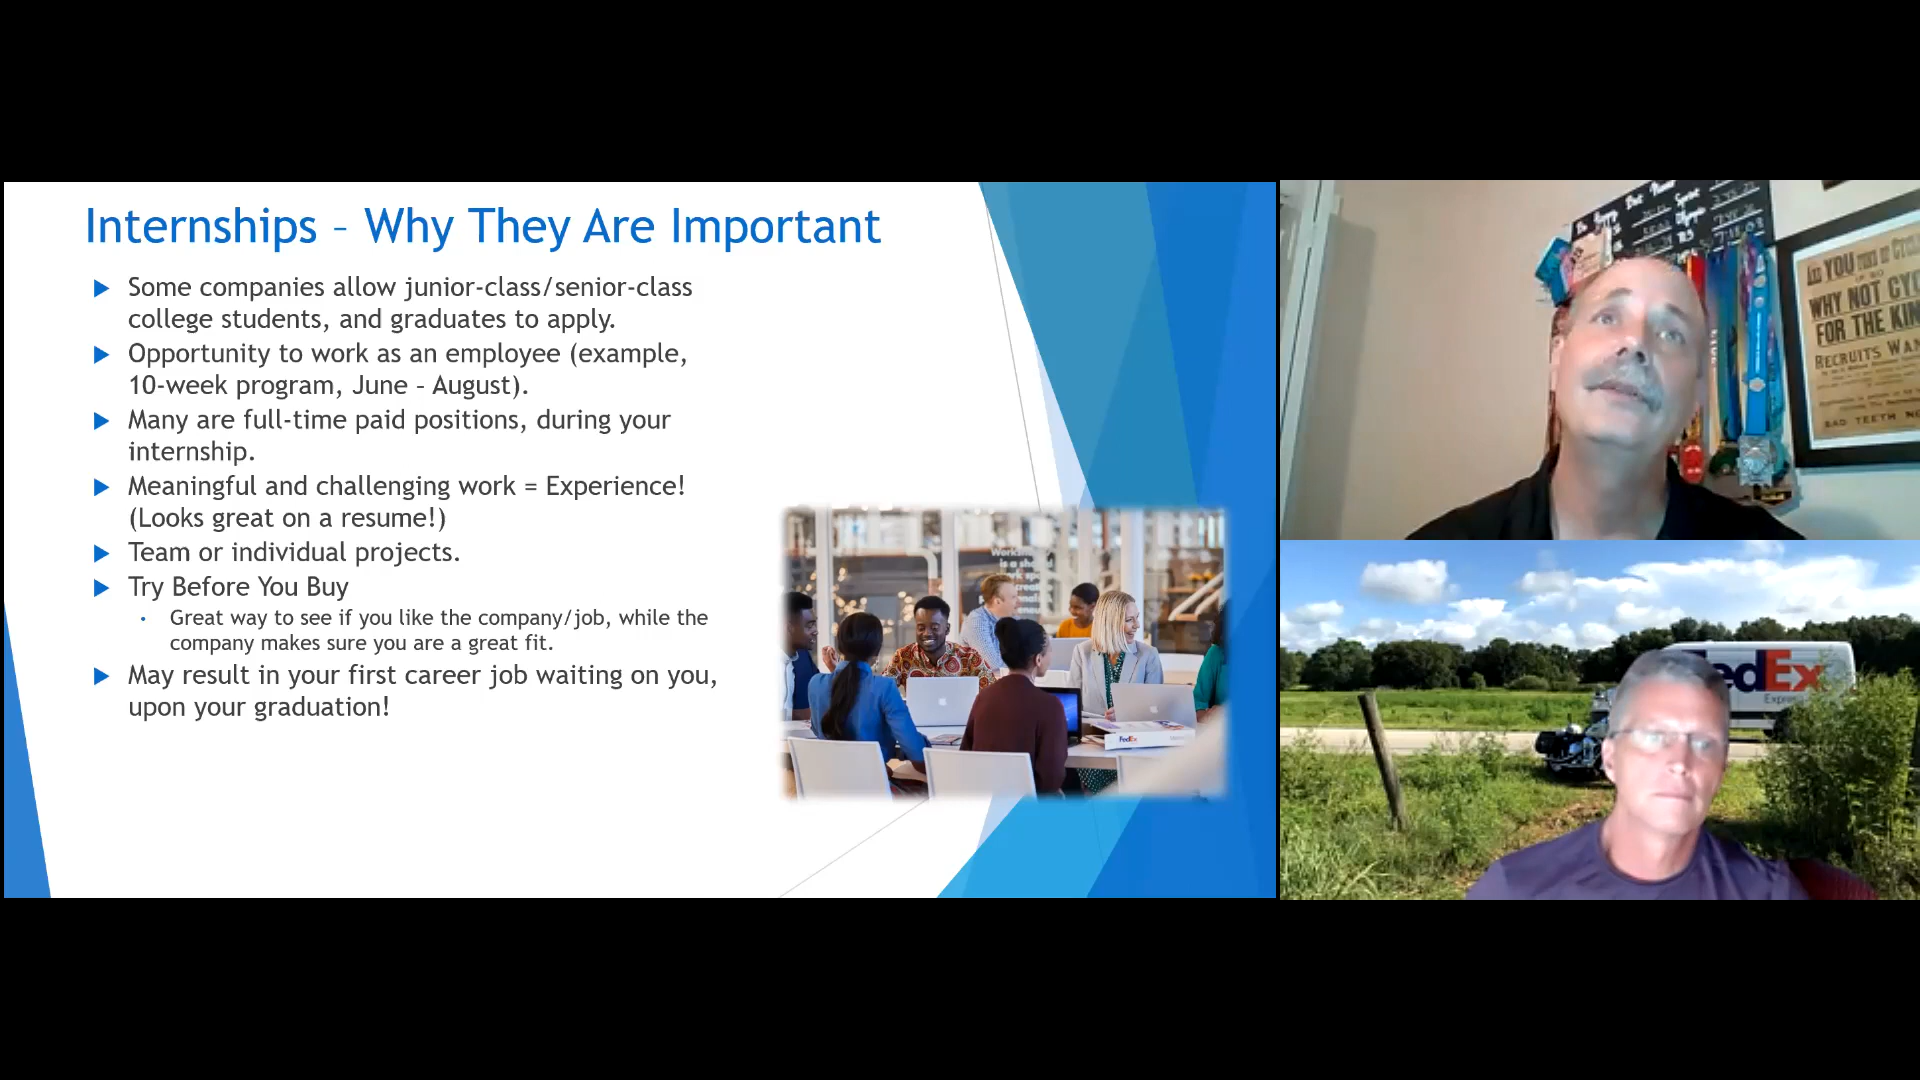 Internships – Why They Are Important
Some companies allow junior-class/senior-class
college students, and graduates to apply.
Opportunity to work as an employee (example,
10-week program, June – August).
Many are full-time paid positions, during your
internship.
Meaningful and challenging work = Experience!
(Looks great on a resume!)
Team or individual projects.
Try Before You Buy
Great way to see if you like the company/job, while the
company makes sure you are a great fit.
May result in your first career job waiting on you,
upon your graduation!
FedEx
YOU
WHY NOT
FOR THE
RECRUITS
BAD TEETH
edEx